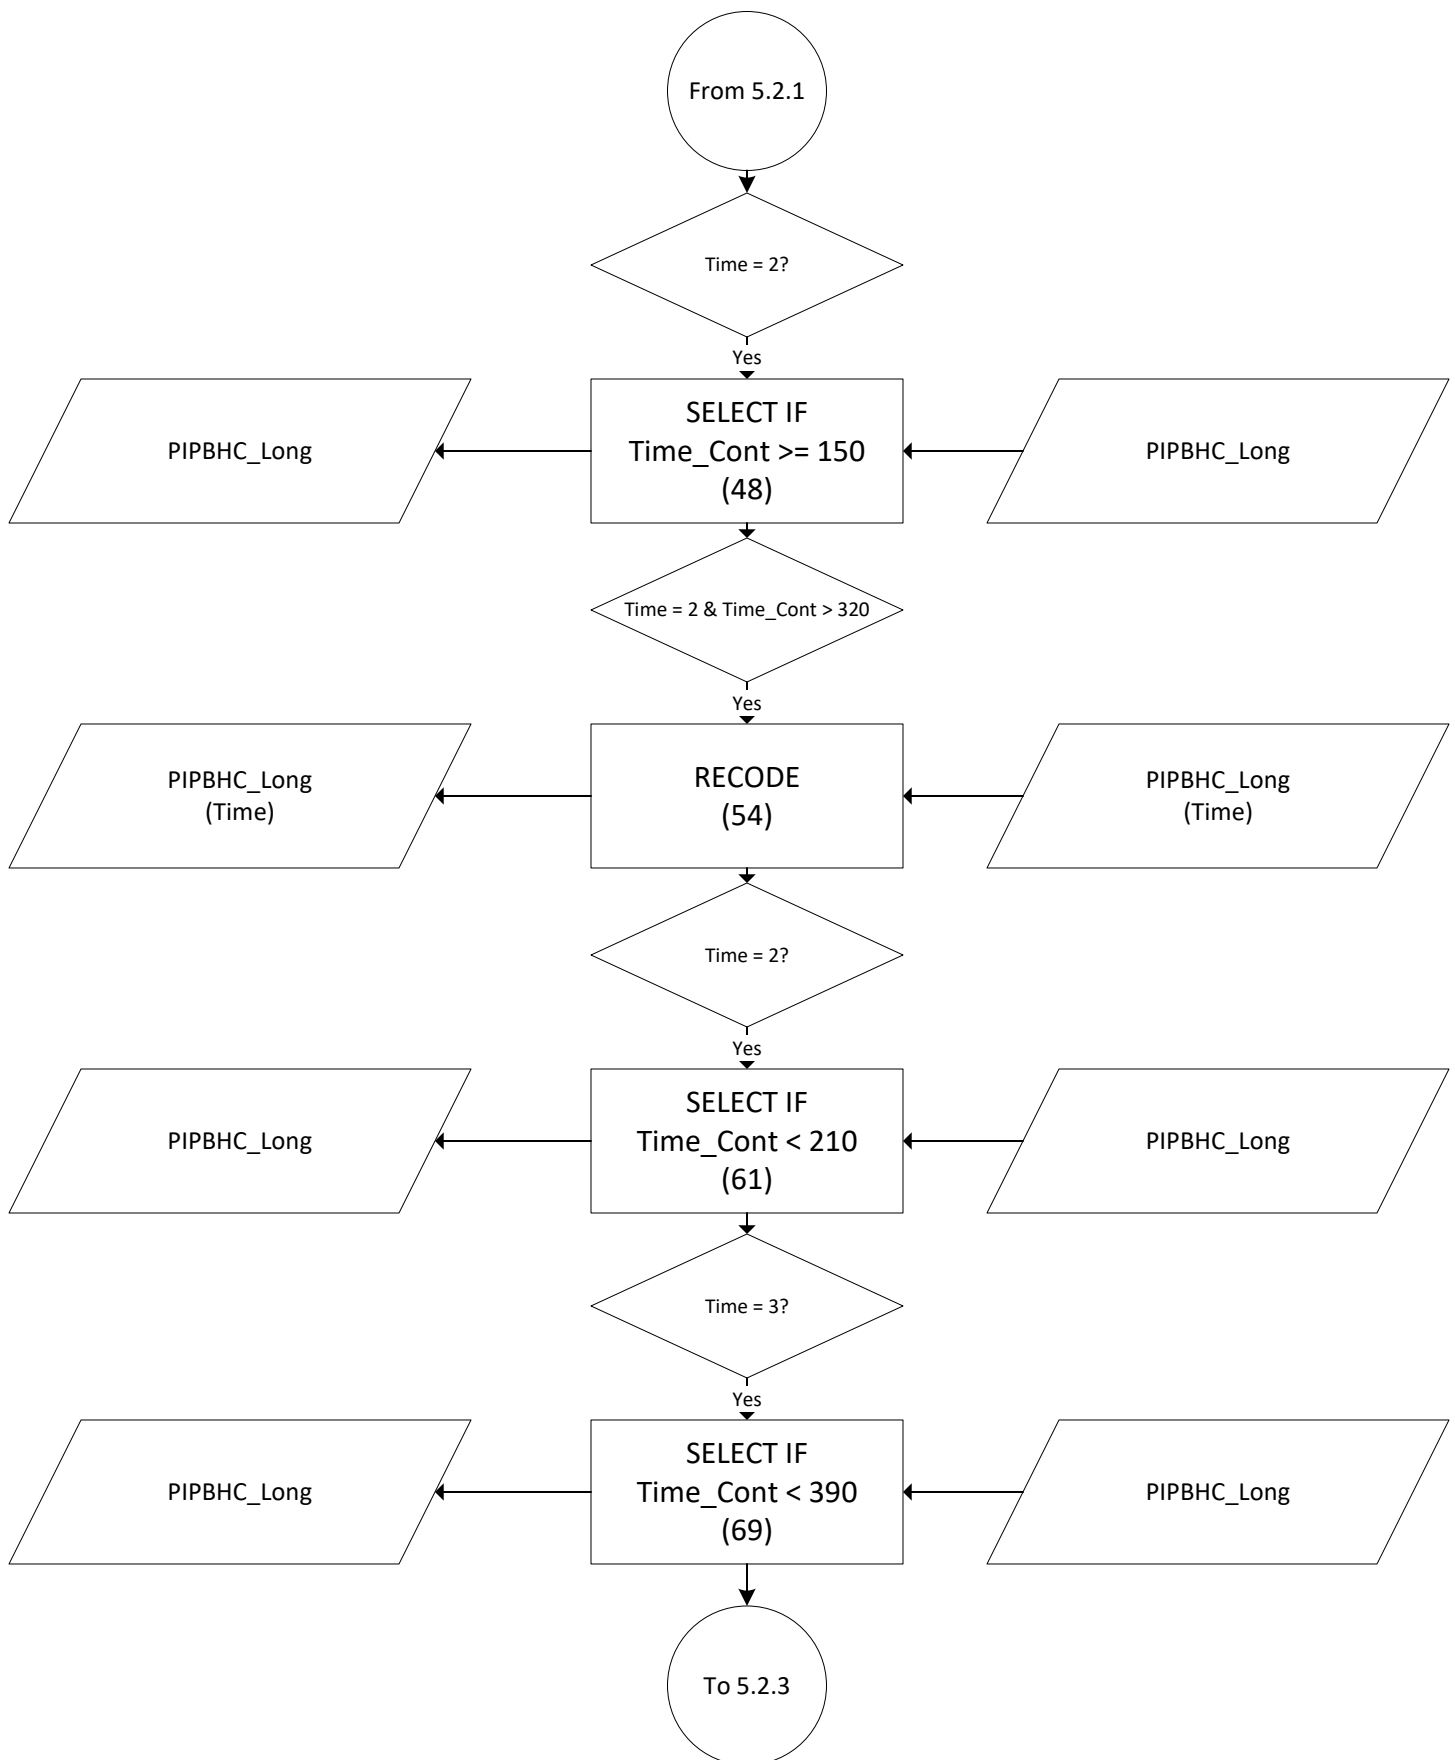 From 5.2.1
Time = 2?
Yes
PIPBHC_Long
SELECT IF
Time_Cont >= 150
(48)
PIPBHC_Long
Time = 2 & Time_Cont > 320
Yes
PIPBHC_Long
(Time)
RECODE
(54)
PIPBHC_Long
(Time)
Time = 2?
Yes
PIPBHC_Long
SELECT IF
Time_Cont < 210
(61)
PIPBHC_Long
Time = 3?
Yes
PIPBHC_Long
SELECT IF
Time_Cont < 390
(69)
PIPBHC_Long
To 5.2.3